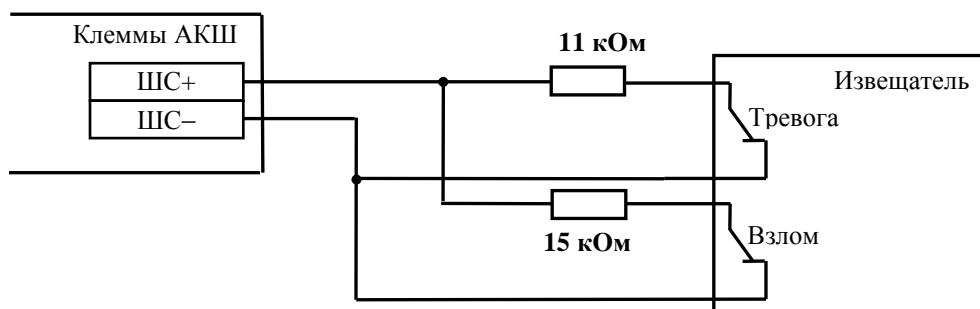 Клеммы АКШ
ШС+
ШС−
11 кОм
Извещатель
Тревога
15 кОм
Взлом